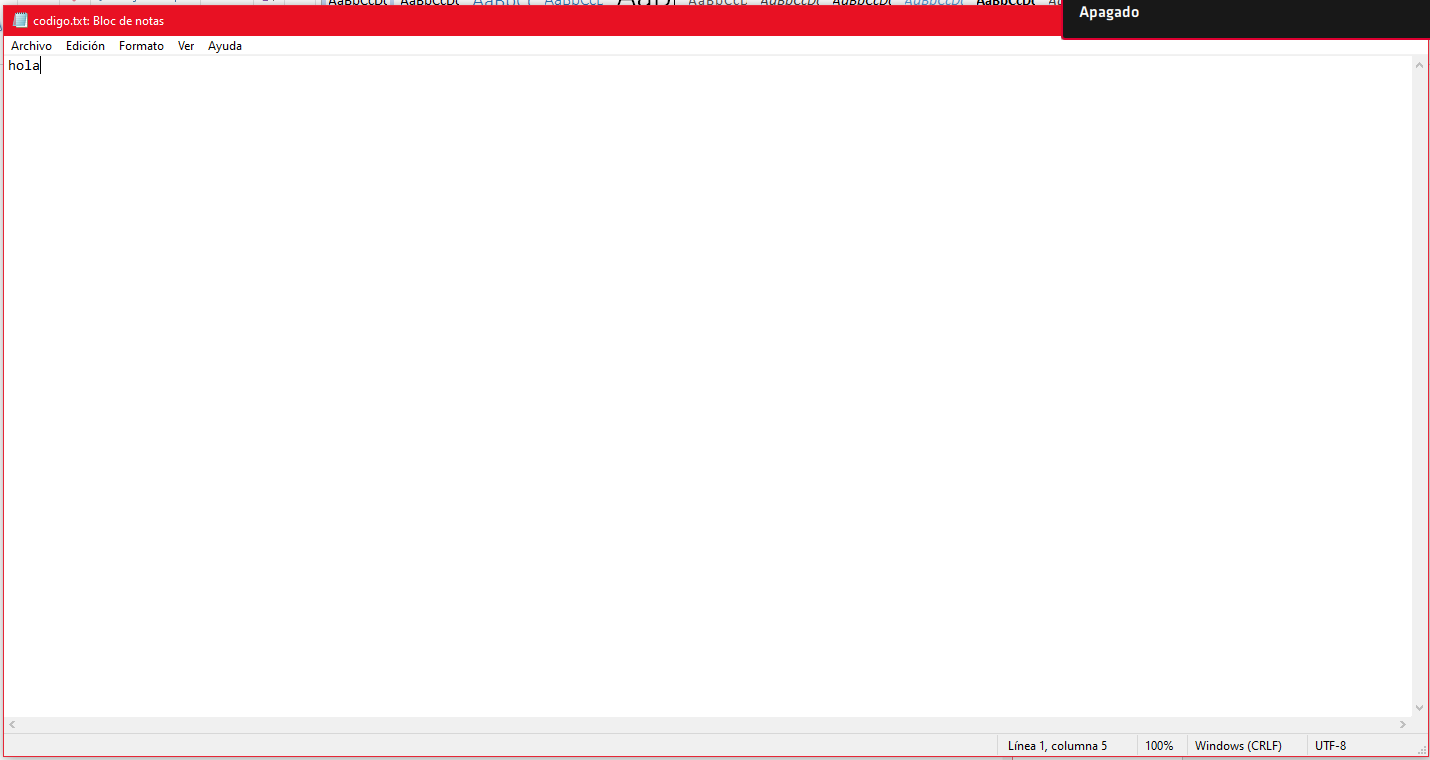 Apagado
codigo.txt: Bloc de notas
Archivo Edición Formato Ver Ayuda
hola
Línea 1, columna 5 100% Windows (CRLF) UTF-8